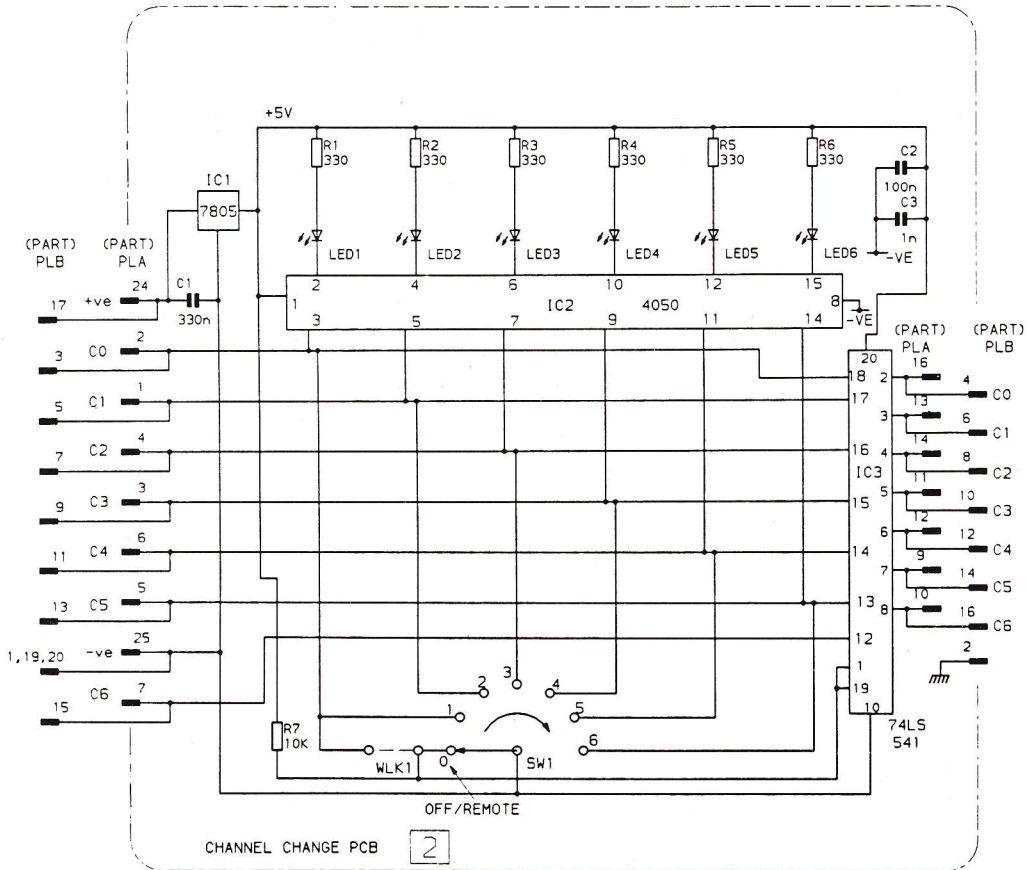 +5V
R1 330
R2 330
R3 330
R4 330
R5 330
R6 330
C2
100n
C3
1n
-VE
IC1
7805
LED1
LED2
LED3
LED4
LED5
LED6
(PART) PLB
(PART) PLA
C1
330n
24
17 +ve
2 4 6 10 12 15
1 IC2 4050 8
3 5 7 9 11 14
-VE
2
3 C0
1
5 C1
4
7 C2
3
9 C3
6
11 C4
5
13 C5
25
1,19,20 -ve
7
15 C6
(PART) PLA
(PART) PLB
20
18 2 16 4 C0
17 3 13 6 C1
16 4 14 8 C2
IC3
15 5 11 10 C3
14 6 12 12 C4
13 7 9 14 C5
12 8 10 16 C6
1 2
19
10
74LS
541
R7
10K
1 2 3 4 5 6
WLK1 0 SW1
OFF/REMOTE
CHANNEL CHANGE PCB 2